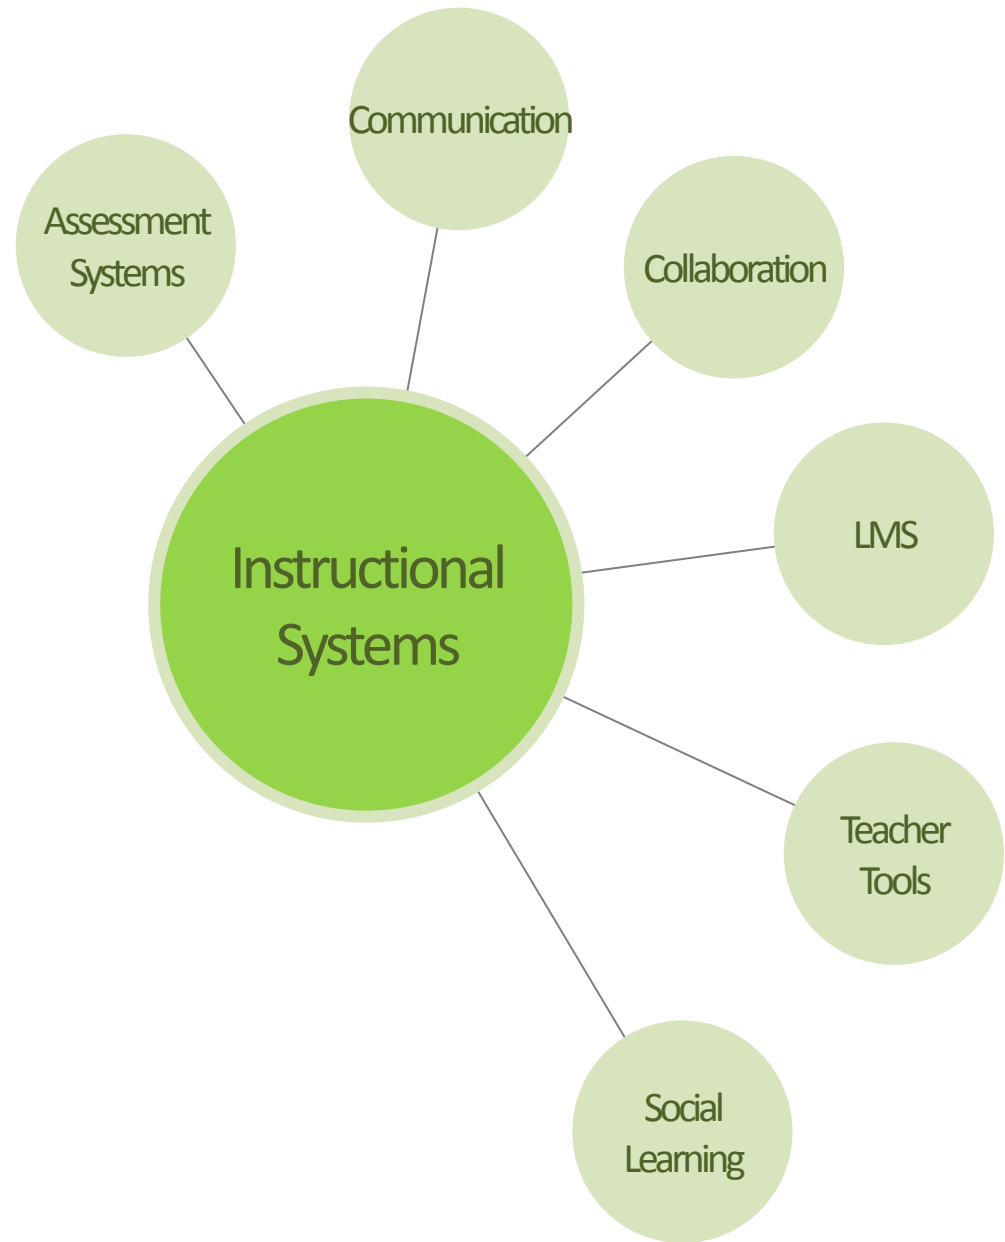 Communication
Assessment
Systems
Collaboration
LMS
Instructional
Systems
Teacher
Tools
Social
Learning